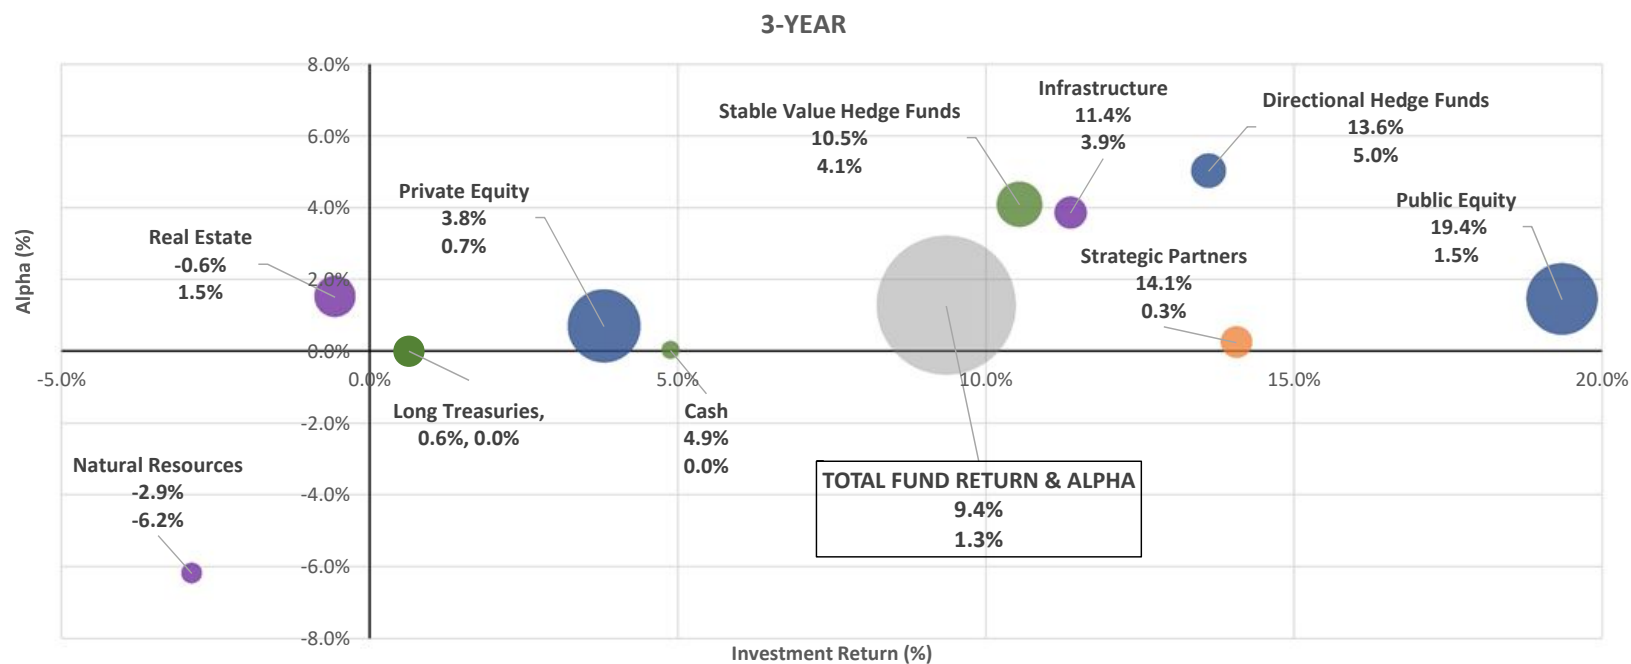 3-YEAR
8.0%
6.0%
4.0%
2.0%
0.0%
-2.0%
-4.0%
-6.0%
-8.0%
Alpha (%)
-5.0%
0.0%
5.0%
10.0%
15.0%
20.0%
Investment Return (%)
Real Estate
-0.6%
1.5%
Private Equity
3.8%
0.7%
Stable Value Hedge Funds
10.5%
4.1%
Infrastructure
11.4%
3.9%
Directional Hedge Funds
13.6%
5.0%
Public Equity
19.4%
1.5%
Strategic Partners
14.1%
0.3%
Long Treasuries,
0.6%, 0.0%
Cash
4.9%
0.0%
Natural Resources
-2.9%
-6.2%
TOTAL FUND RETURN & ALPHA
9.4%
1.3%